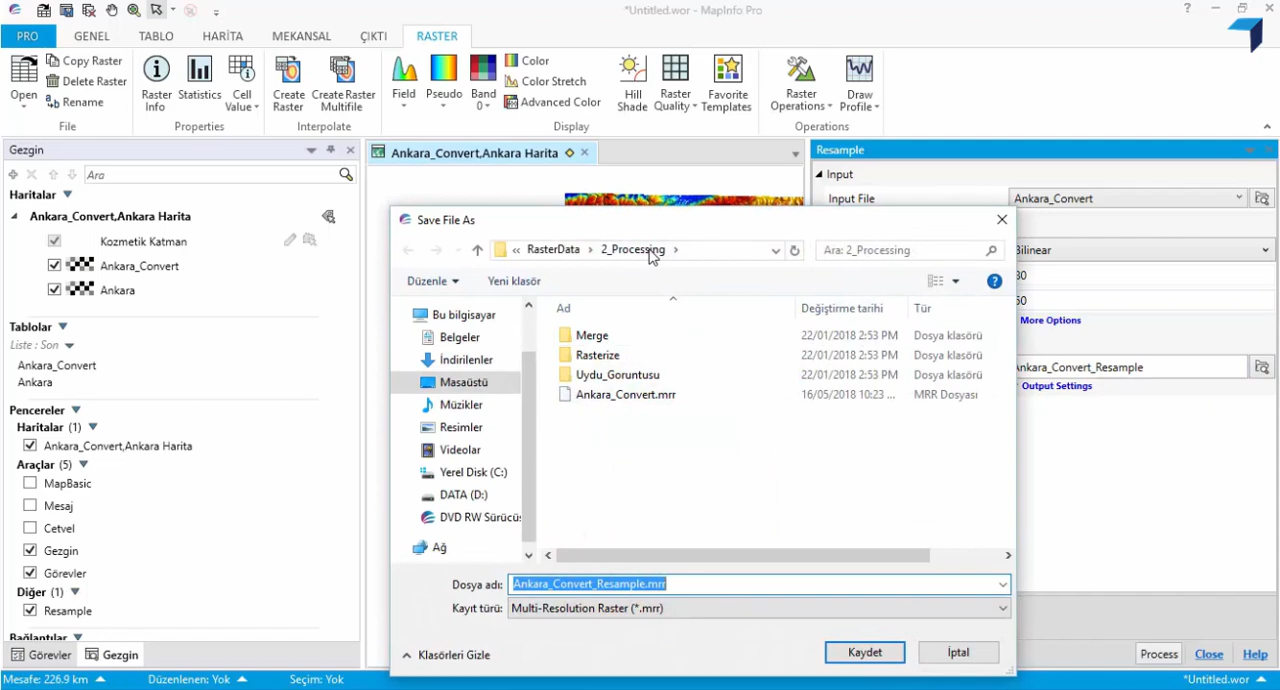 *Untitled.wor - MapInfo Pro
PRO GENEL TABLO HARİTA MEKANSAL ÇIKTI RASTER
Open
Copy Raster
Delete Raster
Rename
File
Raster Info
Statistics
Cell Value
Properties
Create Raster
Create Raster Multifile
Interpolate
Field
Pseudo
Band 0
Color
Color Stretch
Advanced Color
Hill Shade
Raster Quality
Favorite Templates
Display
Raster Operations
Draw Profile
Operations
Gezgin
Ara
Haritalar
Ankara_Convert,Ankara Harita
Kozmetik Katman
Ankara_Convert
Ankara
Tablolar
Liste : Son
Ankara_Convert
Ankara
Pencereler
Haritalar (1)
Ankara_Convert,Ankara Harita
Araçlar (5)
MapBasic
Mesaj
Cetvel
Gezgin
Görevler
Diğer (1)
Resample
Bağlantılar
Görevler Gezgin
Ankara_Convert,Ankara Harita
Resample
Input
Input File Ankara_Convert
Bilinear
More Options
Ankara_Convert_Resample
Output Settings
Process Close Help
Save File As
« RasterData › 2_Processing ›
Ara: 2_Processing
Düzenle Yeni klasör
Bu bilgisayar
Belgeler
İndirilenler
Masaüstü
Müzikler
Resimler
Videolar
Yerel Disk (C:)
DATA (D:)
DVD RW Sürücü
Ağ
Ad Değiştirme tarihi Tür
Merge 22/01/2018 2:53 PM Dosya klasörü
Rasterize 22/01/2018 2:53 PM Dosya klasörü
Uydu_Goruntusu 22/01/2018 2:53 PM Dosya klasörü
Ankara_Convert.mrr 16/05/2018 10:23 ... MRR Dosyası
Dosya adı: Ankara_Convert_Resample.mrr
Kayıt türü: Multi-Resolution Raster (*.mrr)
Klasörleri Gizle
Kaydet İptal
Mesafe: 226.9 km Düzenlenen: Yok Seçim: Yok *Untitled.wor